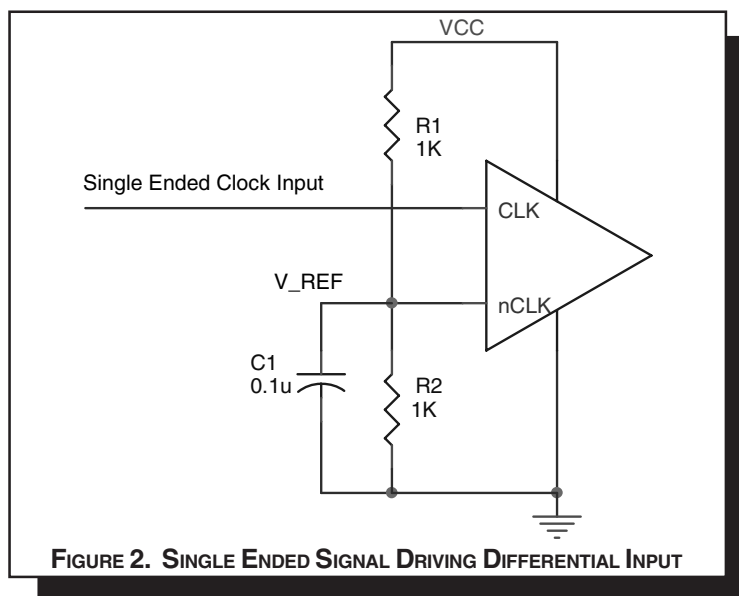 VCC
R1
1K
Single Ended Clock Input
CLK
V_REF
nCLK
C1
0.1u
R2
1K
FIGURE 2. SINGLE ENDED SIGNAL DRIVING DIFFERENTIAL INPUT